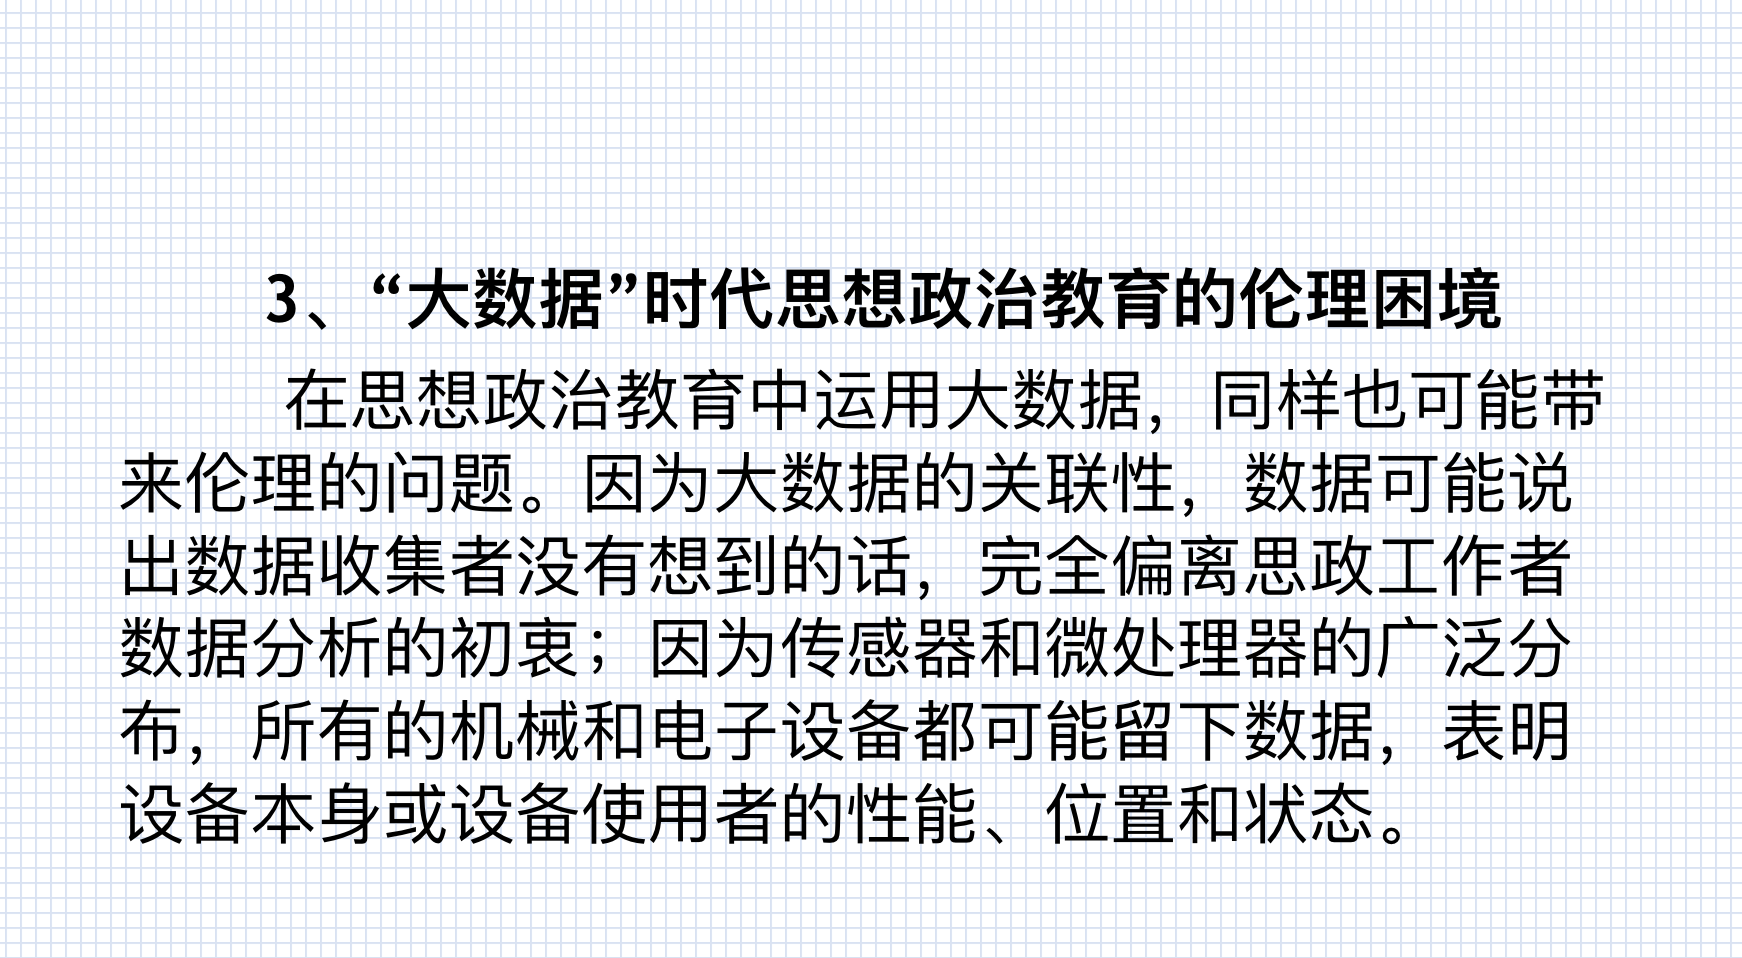 3、“大数据”时代思想政治教育的伦理困境
在思想政治教育中运用大数据，同样也可能带
来伦理的问题。因为大数据的关联性，数据可能说
出数据收集者没有想到的话，完全偏离思政工作者
数据分析的初衷；因为传感器和微处理器的广泛分
布，所有的机械和电子设备都可能留下数据，表明
设备本身或设备使用者的性能、位置和状态。